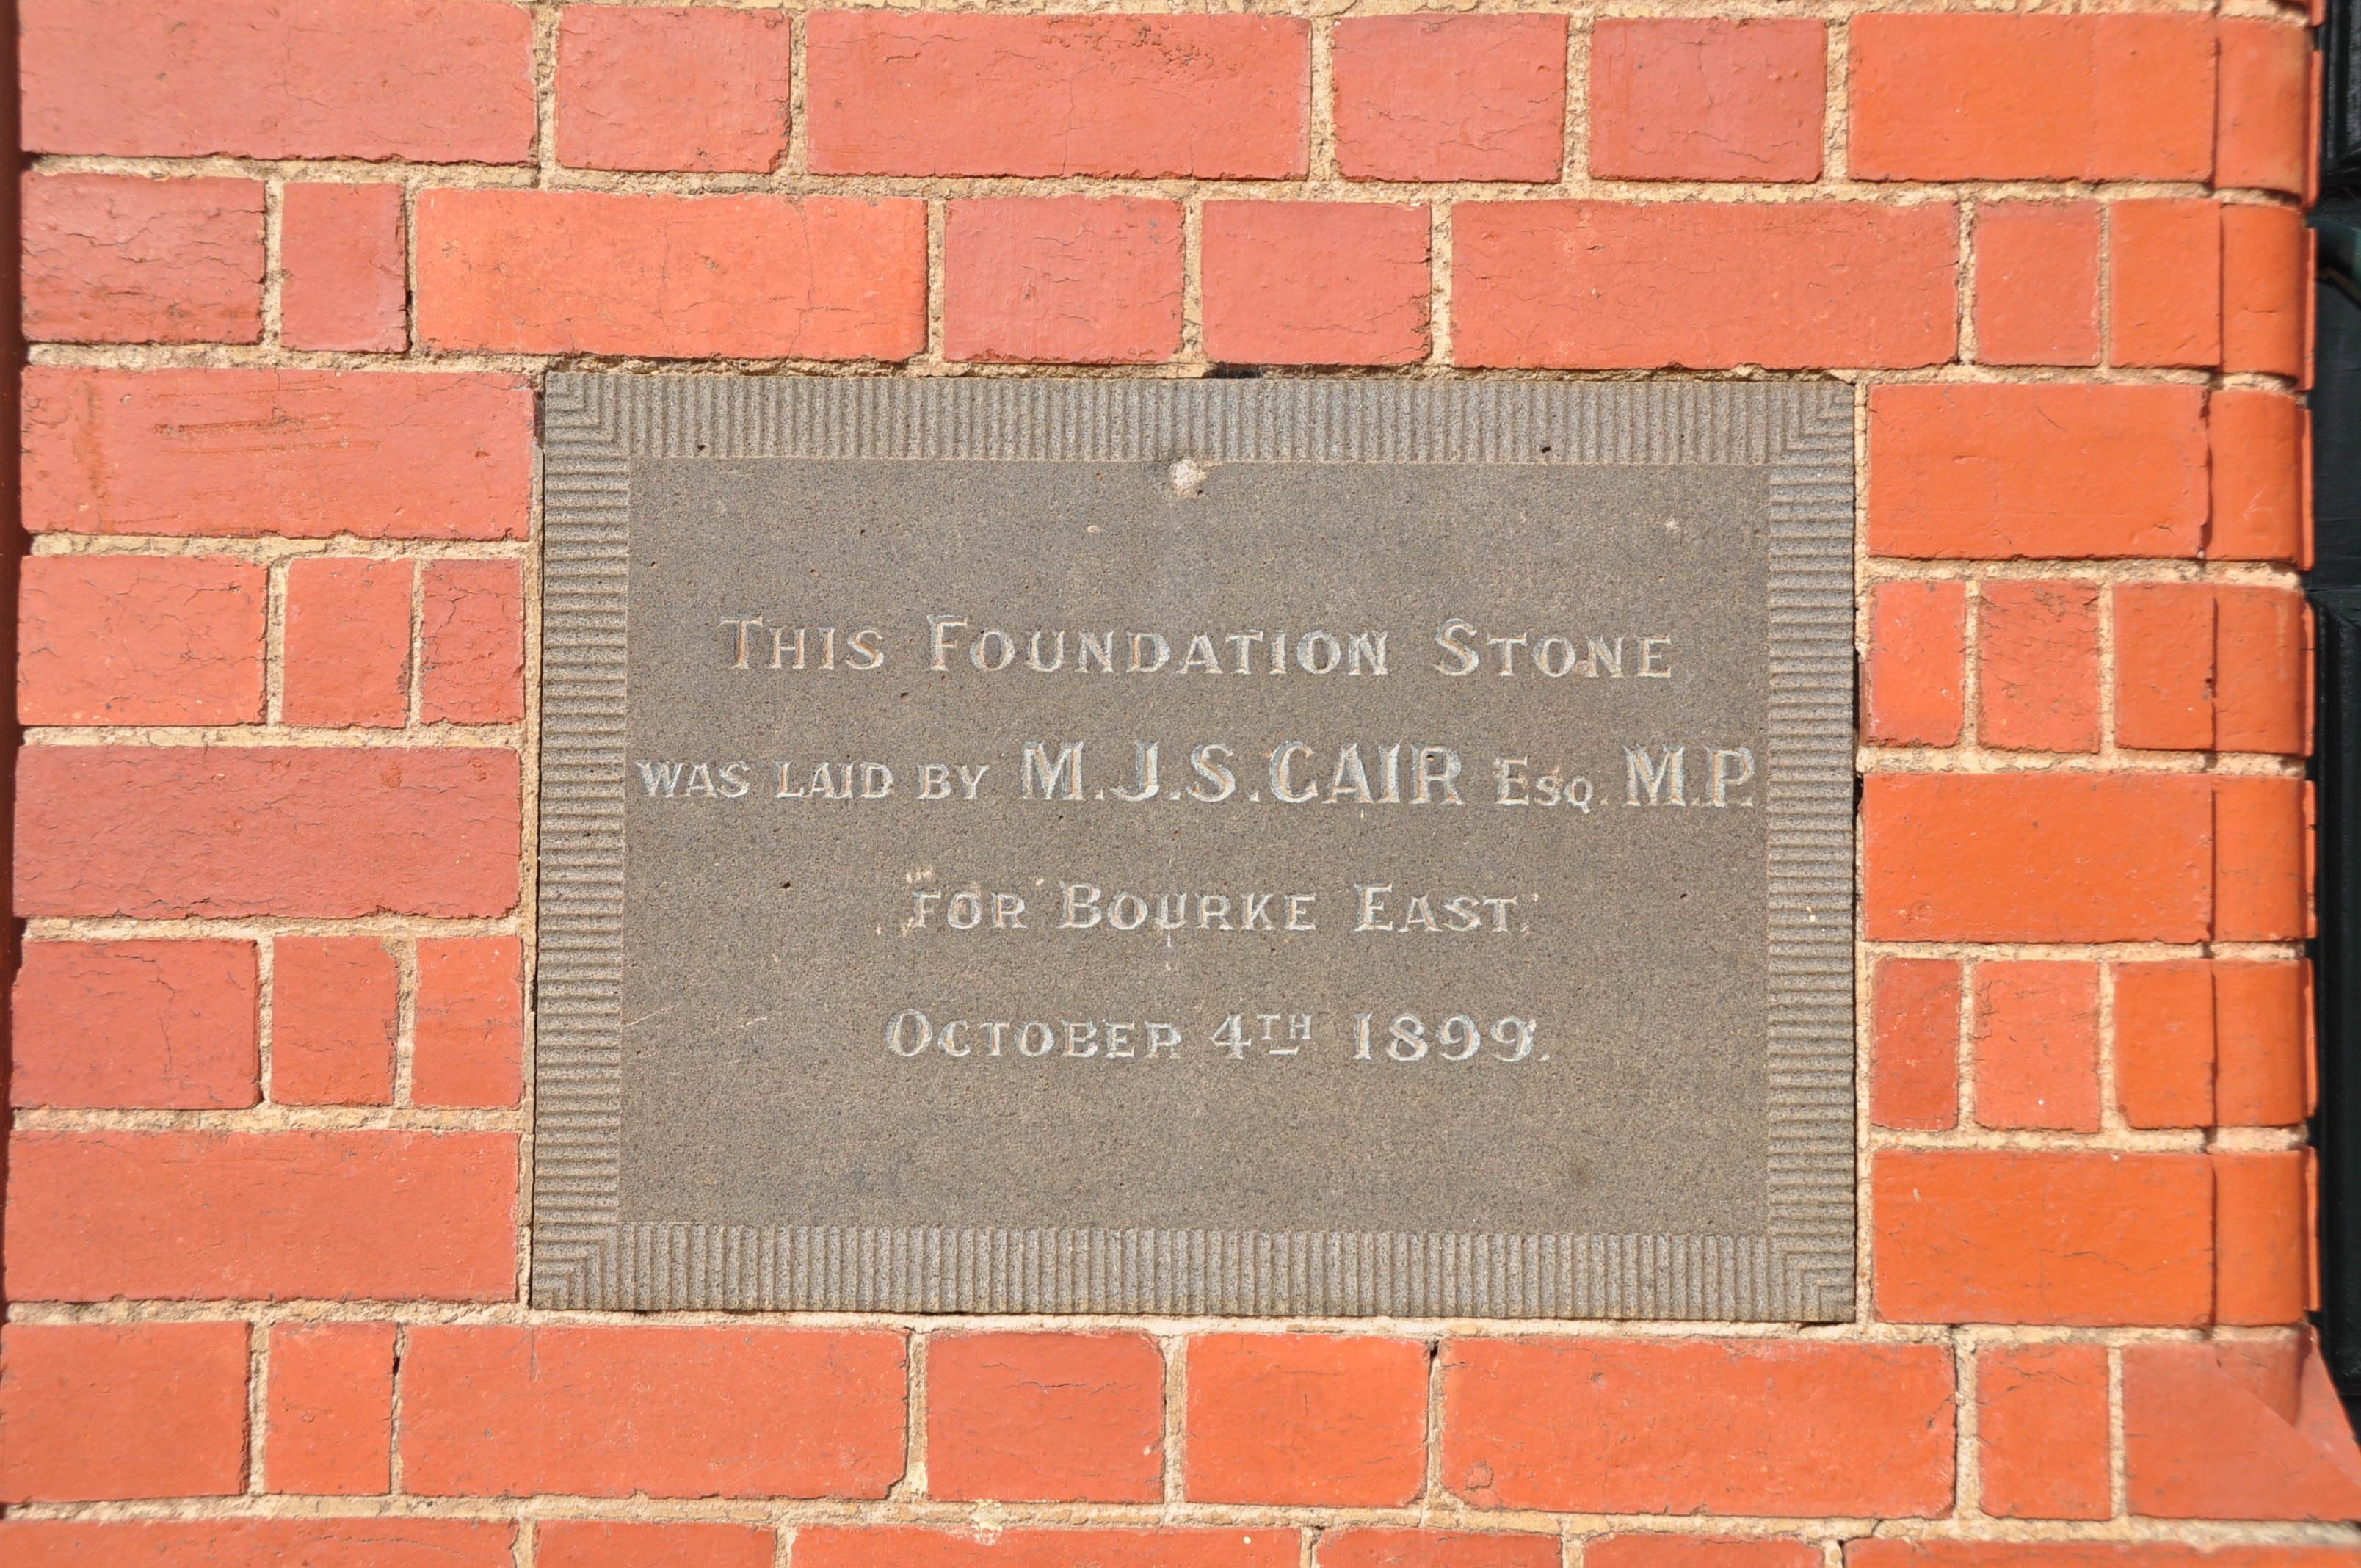 THIS FOUNDATION STONE
WAS LAID BY M.J.S.CAIR ESQ. M.P.
FOR BOURKE EAST.
OCTOBER 4TH 1899.